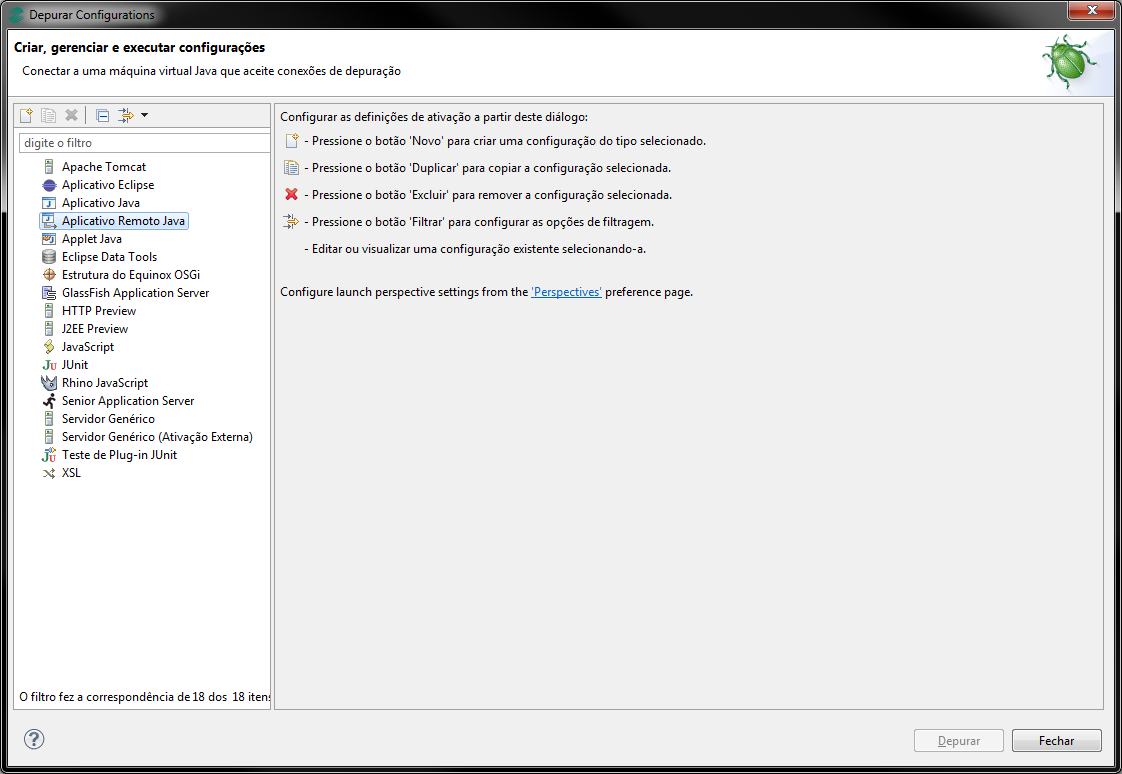 Depurar Configurations
Criar, gerenciar e executar configurações
Conectar a uma máquina virtual Java que aceite conexões de depuração
digite o filtro
Apache Tomcat
Aplicativo Eclipse
Aplicativo Java
Aplicativo Remoto Java
Applet Java
Eclipse Data Tools
Estrutura do Equinox OSGi
GlassFish Application Server
HTTP Preview
J2EE Preview
JavaScript
JUnit
Rhino JavaScript
Senior Application Server
Servidor Genérico
Servidor Genérico (Ativação Externa)
Teste de Plug-in JUnit
XSL
O filtro fez a correspondência de 18 dos 18 itens
Configurar as definições de ativação a partir deste diálogo:
- Pressione o botão 'Novo' para criar uma configuração do tipo selecionado.
- Pressione o botão 'Duplicar' para copiar a configuração selecionada.
- Pressione o botão 'Excluir' para remover a configuração selecionada.
- Pressione o botão 'Filtrar' para configurar as opções de filtragem.
- Editar ou visualizar uma configuração existente selecionando-a.
Configure launch perspective settings from the 'Perspectives' preference page.
Depurar
Fechar